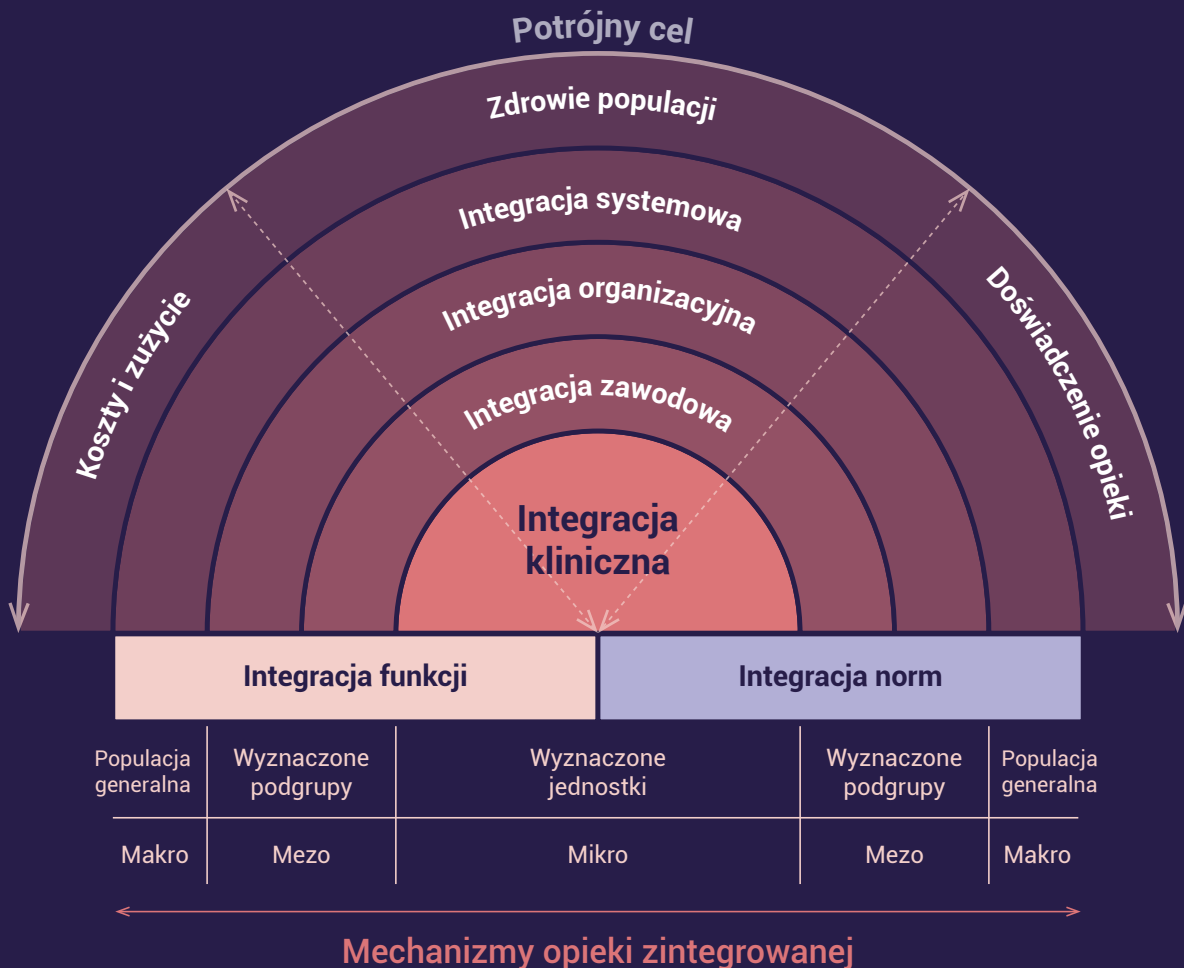 Potrójny cel
Zdrowie populacji
Integracja systemowa
Integracja organizacyjna
Integracja zawodowa
Koszty i zużycie
Doświadczenie opieki
Integracja
kliniczna
Integracja funkcji
Integracja norm
Populacja
generalna
Wyznaczone
podgrupy
Wyznaczone
jednostki
Wyznaczone
podgrupy
Populacja
generalna
Makro
Mezo
Mikro
Mezo
Makro
Mechanizmy opieki zintegrowanej